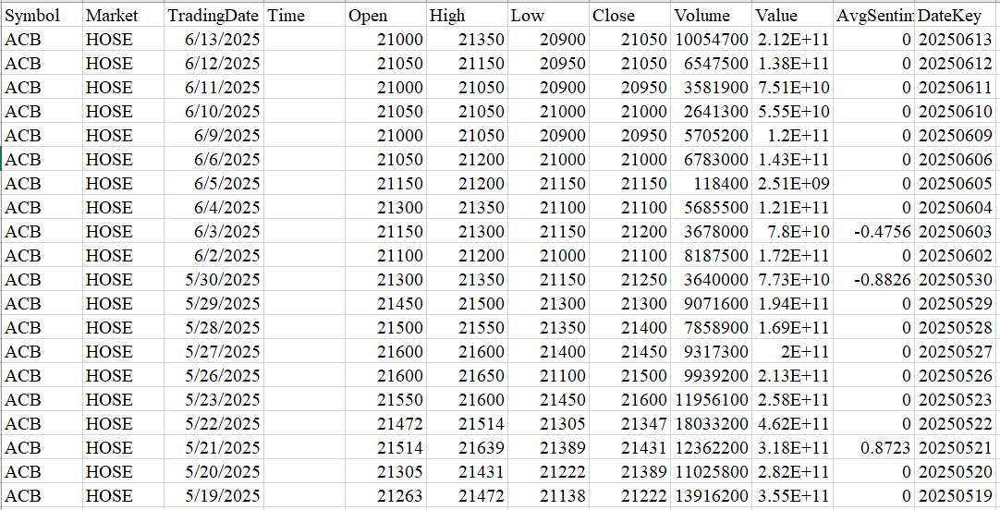 Symbol Market TradingDate Time Open High Low Close Volume Value AvgSentim DateKey
ACB HOSE 6/13/2025 21000 21350 20900 21050 10054700 2.12E+11 0 20250613
ACB HOSE 6/12/2025 21050 21150 20950 21050 6547500 1.38E+11 0 20250612
ACB HOSE 6/11/2025 21000 21050 20900 20950 3581900 7.51E+10 0 20250611
ACB HOSE 6/10/2025 21050 21050 21000 21000 2641300 5.55E+10 0 20250610
ACB HOSE 6/9/2025 21000 21050 20900 20950 5705200 1.2E+11 0 20250609
ACB HOSE 6/6/2025 21050 21200 21000 21000 6783000 1.43E+11 0 20250606
ACB HOSE 6/5/2025 21150 21200 21150 21150 118400 2.51E+09 0 20250605
ACB HOSE 6/4/2025 21300 21350 21100 21100 5685500 1.21E+11 0 20250604
ACB HOSE 6/3/2025 21150 21300 21150 21200 3678000 7.8E+10 -0.4756 20250603
ACB HOSE 6/2/2025 21100 21200 21000 21100 8187500 1.72E+11 0 20250602
ACB HOSE 5/30/2025 21300 21350 21150 21250 3640000 7.73E+10 -0.8826 20250530
ACB HOSE 5/29/2025 21450 21500 21300 21300 9071600 1.94E+11 0 20250529
ACB HOSE 5/28/2025 21500 21550 21350 21400 7858900 1.69E+11 0 20250528
ACB HOSE 5/27/2025 21600 21600 21400 21450 9317300 2E+11 0 20250527
ACB HOSE 5/26/2025 21600 21650 21100 21500 9939200 2.13E+11 0 20250526
ACB HOSE 5/23/2025 21550 21600 21450 21600 11956100 2.58E+11 0 20250523
ACB HOSE 5/22/2025 21472 21514 21305 21347 18033200 4.62E+11 0 20250522
ACB HOSE 5/21/2025 21514 21639 21389 21431 12362200 3.18E+11 0.8723 20250521
ACB HOSE 5/20/2025 21305 21431 21222 21389 11025800 2.82E+11 0 20250520
ACB HOSE 5/19/2025 21263 21472 21138 21222 13916200 3.55E+11 0 20250519